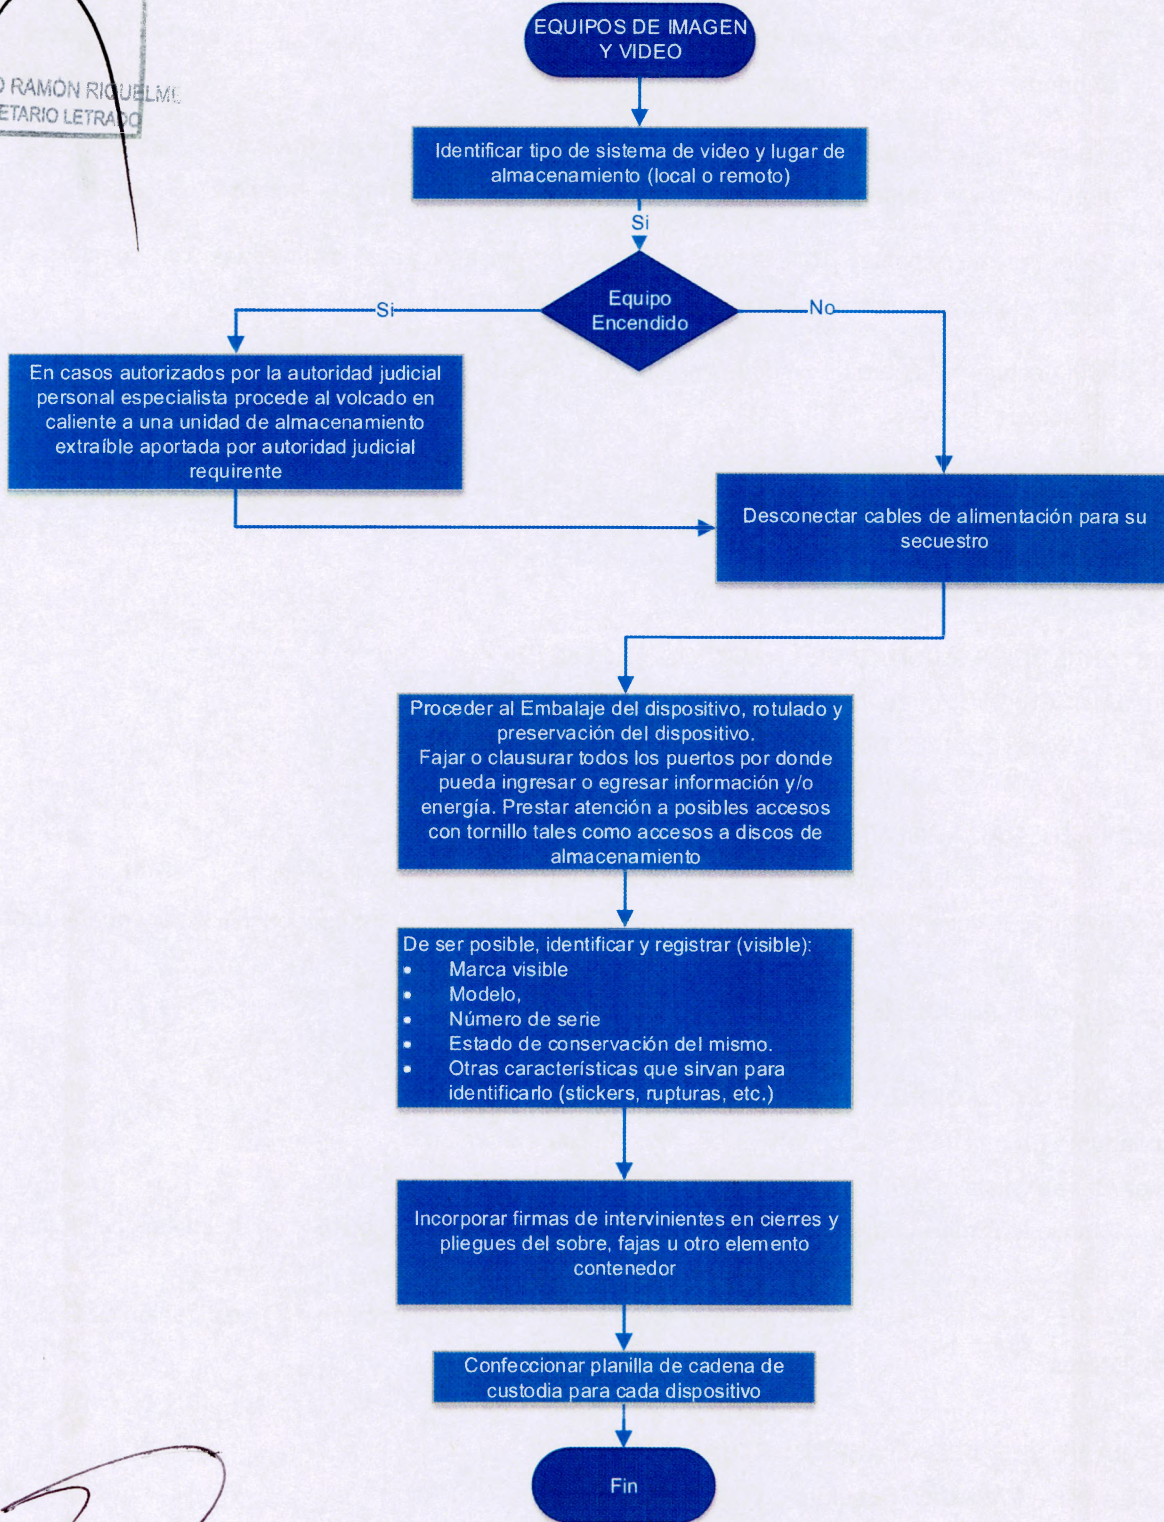 EQUIPOS DE IMAGEN
Y VIDEO
RAMÓN RIQUELME
LETRADO
Identificar tipo de sistema de video y lugar de
almacenamiento (local o remoto)
Si
Equipo
Encendido
Si
No
En casos autorizados por la autoridad judicial
personal especialista procede al volcado en
caliente a una unidad de almacenamiento
extraíble aportada por autoridad judicial
requirente
Desconectar cables de alimentación para su
secuestro
Proceder al Embalaje del dispositivo, rotulado y
preservación del dispositivo.
Fajar o clausurar todos los puertos por donde
pueda ingresar o egresar información y/o
energía. Prestar atención a posibles accesos
con tornillo tales como accesos a discos de
almacenamiento
De ser posible, identificar y registrar (visible):
• Marca visible
• Modelo,
• Número de serie
• Estado de conservación del mismo.
• Otras características que sirvan para
identificarlo (stickers, rupturas, etc.)
Incorporar firmas de intervinientes en cierres y
pliegues del sobre, fajas u otro elemento
contenedor
Confeccionar planilla de cadena de
custodia para cada dispositivo
Fin